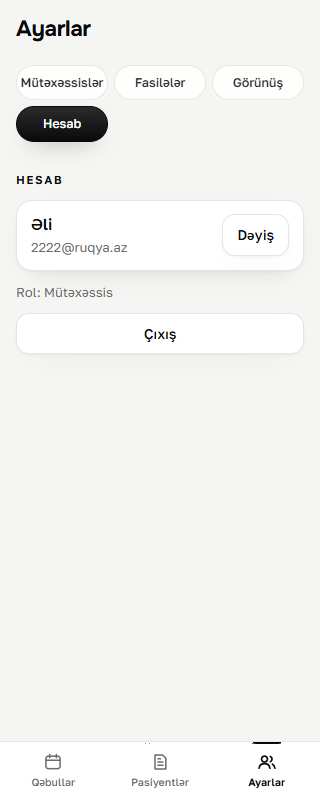 Ayarlar
Mütəxəssislər
Fasilələr
Görünüş
Hesab
HESAB
Əli
2222@ruqya.az
Dəyiş
Rol: Mütəxəssis
Çıxış
Qəbullar
Pasiyentlər
Ayarlar